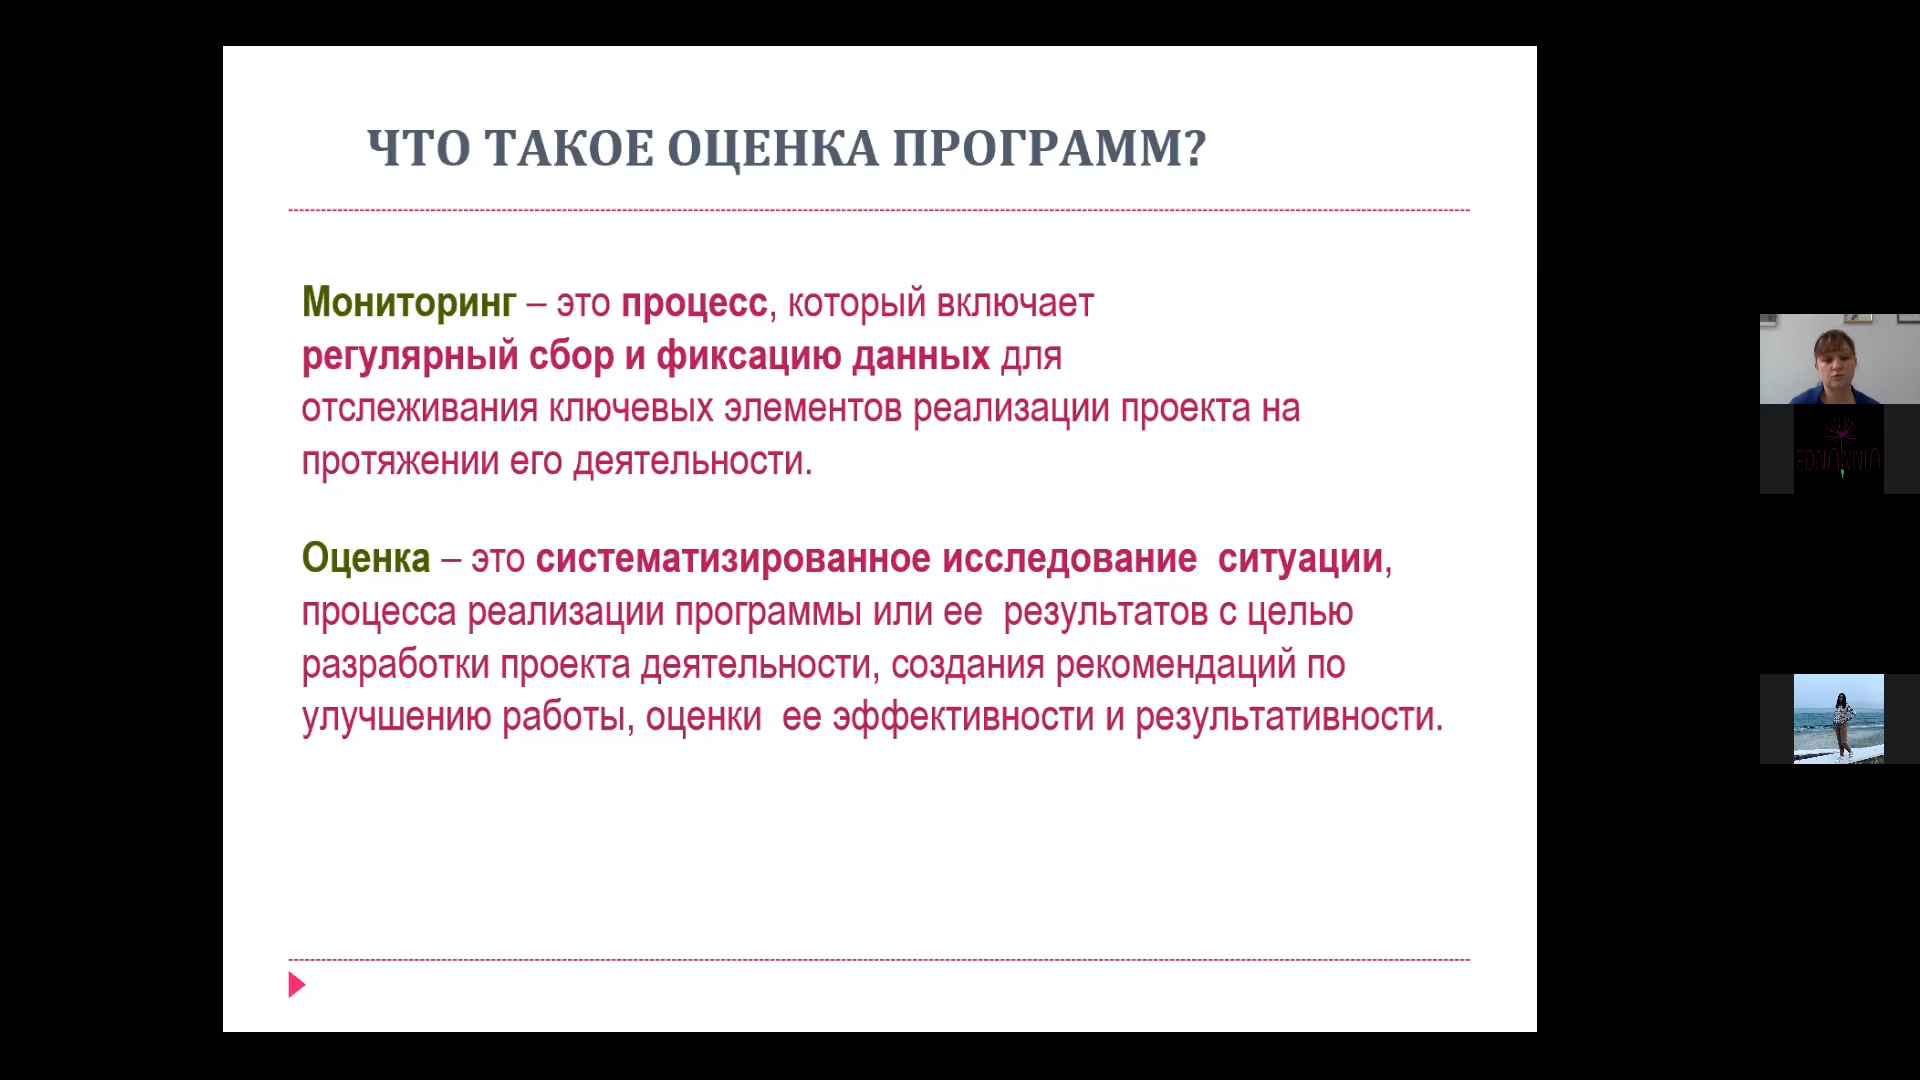 ЧТО ТАКОЕ ОЦЕНКА ПРОГРАММ?
Мониторинг – это процесс, который включает
регулярный сбор и фиксацию данных для
отслеживания ключевых элементов реализации проекта на
протяжении его деятельности.
Оценка – это систематизированное исследование ситуации,
процесса реализации программы или ее результатов с целью
разработки проекта деятельности, создания рекомендаций по
улучшению работы, оценки ее эффективности и результативности.
EDNANNIA